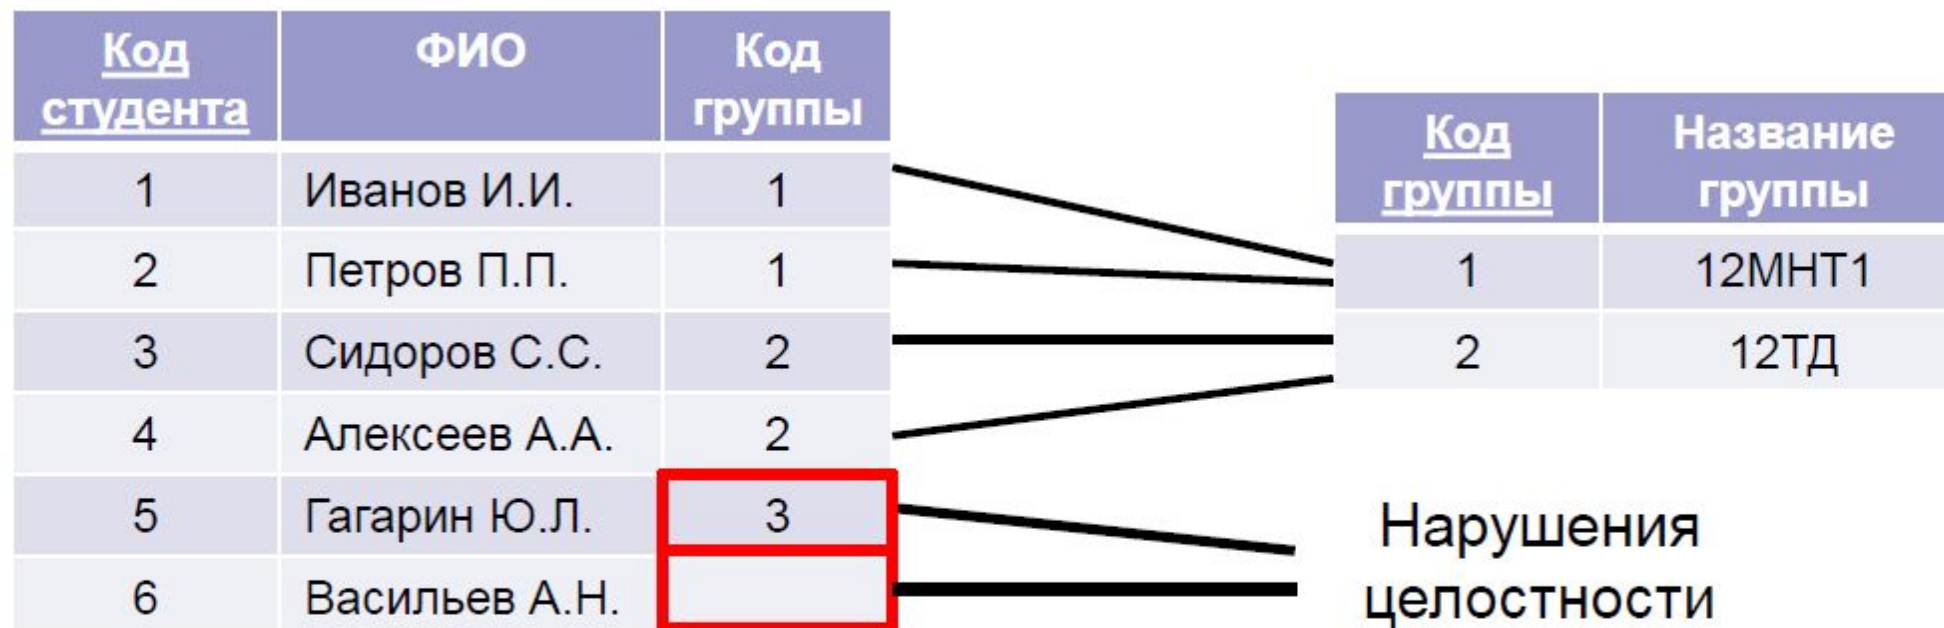 Код студента ФИО Код группы
1 Иванов И.И. 1
2 Петров П.П. 1
3 Сидоров С.С. 2
4 Алексеев А.А. 2
5 Гагарин Ю.Л. 3
6 Васильев А.Н.
Код группы Название группы
1 12МНТ1
2 12ТД
Нарушения
целостности